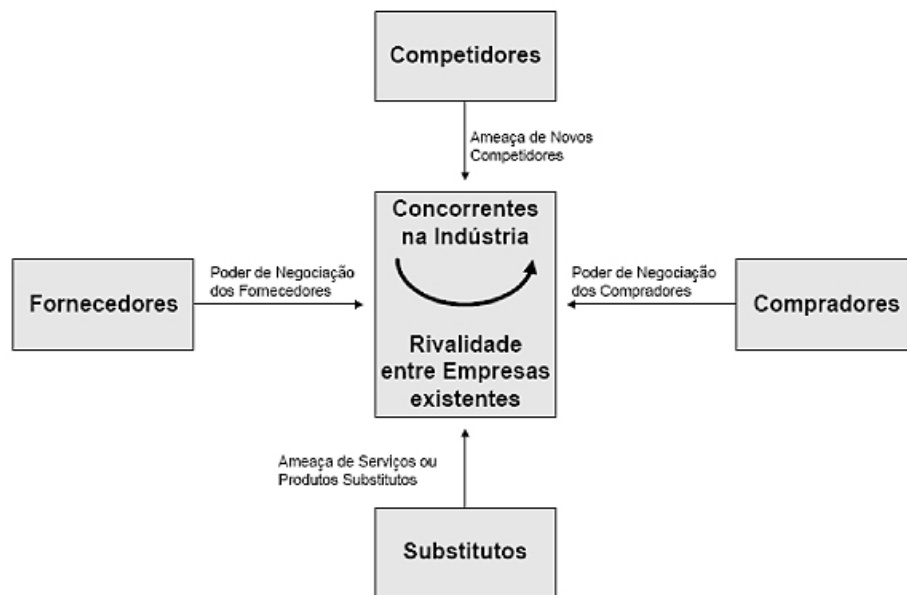 Competidores
Ameaça de Novos
Competidores
Concorrentes
na Indústria
Fornecedores
Poder de Negociação
dos Fornecedores
Poder de Negociação
dos Compradores
Compradores
Rivalidade
entre Empresas
existentes
Ameaça de Serviços ou
Produtos Substitutos
Substitutos